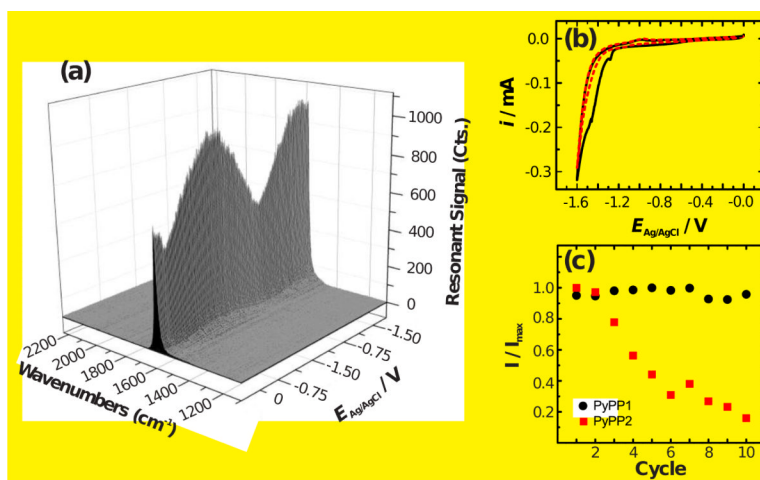 (a)
Resonant Signal (Cts.)
1000
800
600
400
200
0
2200
2000
1800
1600
1400
1200
Wavenumbers (cm⁻¹)
0
-0.75
-1.50
-0.75
-1.50
E Ag/AgCl / V
(b)
i / mA
0.0
-0.1
-0.2
-0.3
-1.6 -1.2 -0.8 -0.4 -0.0
E Ag/AgCl / V
(c)
I / Imax
1.0
0.8
0.6
0.4
0.2
PyPP1
PyPP2
2 4 6 8 10
Cycle